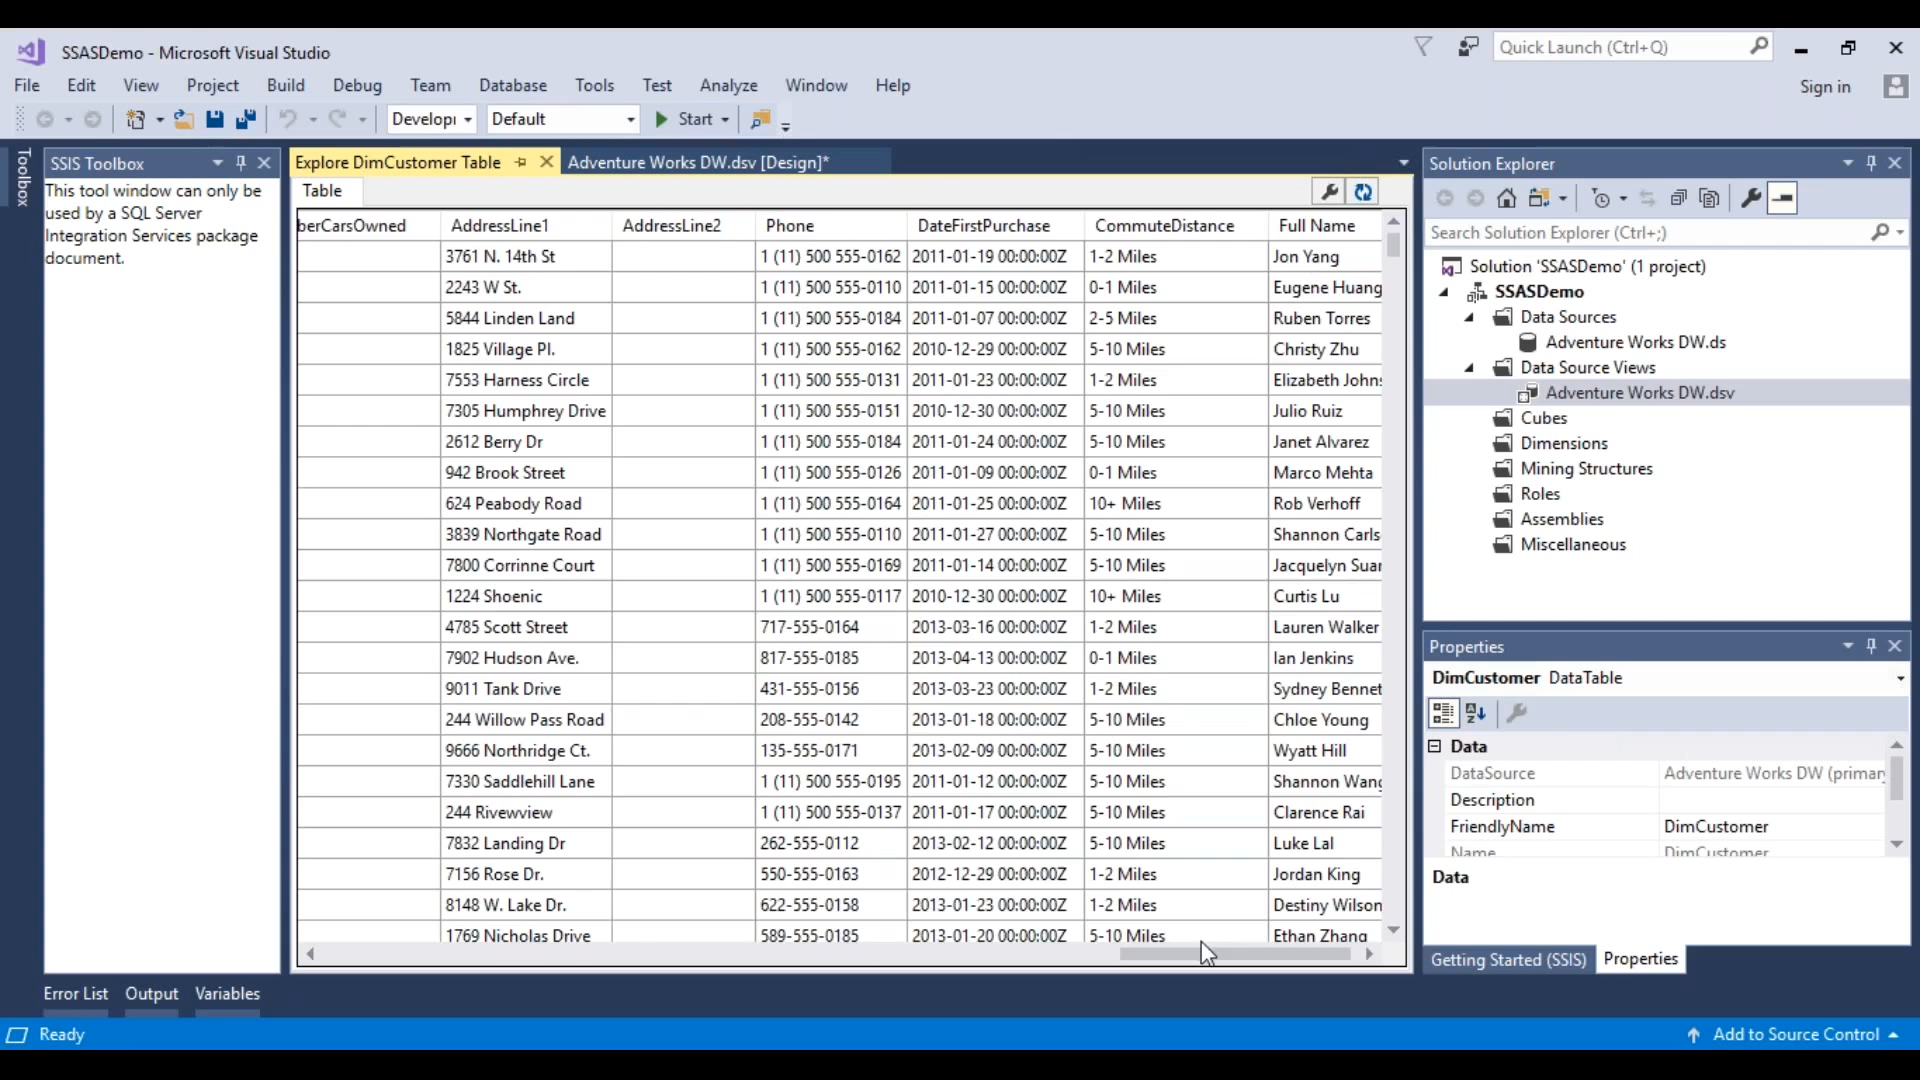 SSASDemo - Microsoft Visual Studio
Quick Launch (Ctrl+Q)
File Edit View Project Build Debug Team Database Tools Test Analyze Window Help
Sign in
Developi Default Start
Toolbox
SSIS Toolbox
This tool window can only be
used by a SQL Server
Integration Services package
document.
Explore DimCustomer Table
Adventure Works DW.dsv [Design]*
Table
berCarsOwned AddressLine1 AddressLine2 Phone DateFirstPurchase CommuteDistance Full Name
3761 N. 14th St 1 (11) 500 555-0162 2011-01-19 00:00:00Z 1-2 Miles Jon Yang
2243 W St. 1 (11) 500 555-0110 2011-01-15 00:00:00Z 0-1 Miles Eugene Huang
5844 Linden Land 1 (11) 500 555-0184 2011-01-07 00:00:00Z 2-5 Miles Ruben Torres
1825 Village Pl. 1 (11) 500 555-0162 2010-12-29 00:00:00Z 5-10 Miles Christy Zhu
7553 Harness Circle 1 (11) 500 555-0131 2011-01-23 00:00:00Z 1-2 Miles Elizabeth Johns
7305 Humphrey Drive 1 (11) 500 555-0151 2010-12-30 00:00:00Z 5-10 Miles Julio Ruiz
2612 Berry Dr 1 (11) 500 555-0184 2011-01-24 00:00:00Z 5-10 Miles Janet Alvarez
942 Brook Street 1 (11) 500 555-0126 2011-01-09 00:00:00Z 0-1 Miles Marco Mehta
624 Peabody Road 1 (11) 500 555-0164 2011-01-25 00:00:00Z 10+ Miles Rob Verhoff
3839 Northgate Road 1 (11) 500 555-0110 2011-01-27 00:00:00Z 5-10 Miles Shannon Carls
7800 Corrinne Court 1 (11) 500 555-0169 2011-01-14 00:00:00Z 5-10 Miles Jacquelyn Suar
1224 Shoenic 1 (11) 500 555-0117 2010-12-30 00:00:00Z 10+ Miles Curtis Lu
4785 Scott Street 717-555-0164 2013-03-16 00:00:00Z 1-2 Miles Lauren Walker
7902 Hudson Ave. 817-555-0185 2013-04-13 00:00:00Z 0-1 Miles Ian Jenkins
9011 Tank Drive 431-555-0156 2013-03-23 00:00:00Z 1-2 Miles Sydney Bennet
244 Willow Pass Road 208-555-0142 2013-01-18 00:00:00Z 5-10 Miles Chloe Young
9666 Northridge Ct. 135-555-0171 2013-02-09 00:00:00Z 5-10 Miles Wyatt Hill
7330 Saddlehill Lane 1 (11) 500 555-0195 2011-01-12 00:00:00Z 5-10 Miles Shannon Wang
244 Rivewview 1 (11) 500 555-0137 2011-01-17 00:00:00Z 5-10 Miles Clarence Rai
7832 Landing Dr 262-555-0112 2013-02-12 00:00:00Z 5-10 Miles Luke Lal
7156 Rose Dr. 550-555-0163 2012-12-29 00:00:00Z 1-2 Miles Jordan King
8148 W. Lake Dr. 622-555-0158 2013-01-23 00:00:00Z 1-2 Miles Destiny Wilson
1769 Nicholas Drive 589-555-0185 2013-01-20 00:00:00Z 5-10 Miles Ethan Zhang
Solution Explorer
Search Solution Explorer (Ctrl+;)
Solution 'SSASDemo' (1 project)
SSASDemo
Data Sources
Adventure Works DW.ds
Data Source Views
Adventure Works DW.dsv
Cubes
Dimensions
Mining Structures
Roles
Assemblies
Miscellaneous
Properties
DimCustomer DataTable
Data
DataSource Adventure Works DW (primar
Description
FriendlyName DimCustomer
Name DimCustomer
Data
Getting Started (SSIS) Properties
Error List Output Variables
Ready
Add to Source Control